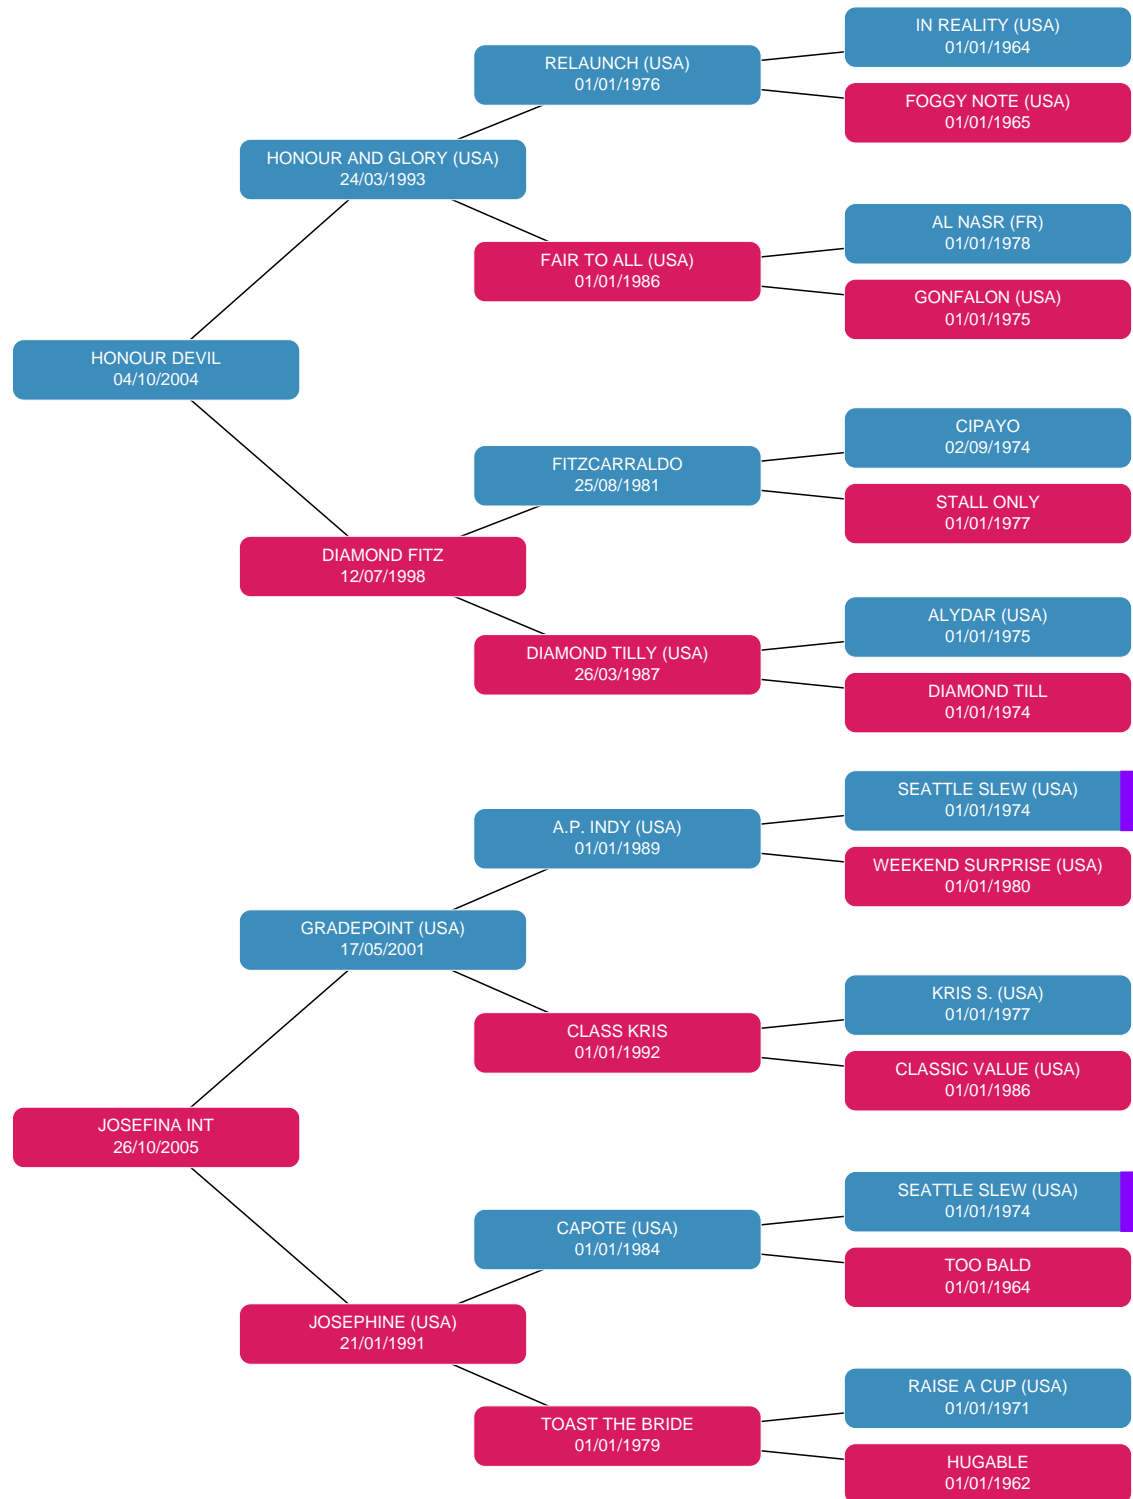 IN REALITY (USA)
01/01/1964
RELAUNCH (USA)
01/01/1976
FOGGY NOTE (USA)
01/01/1965
HONOUR AND GLORY (USA)
24/03/1993
AL NASR (FR)
01/01/1978
FAIR TO ALL (USA)
01/01/1986
GONFALON (USA)
01/01/1975
HONOUR DEVIL
04/10/2004
CIPAYO
02/09/1974
FITZCARRALDO
25/08/1981
STALL ONLY
01/01/1977
DIAMOND FITZ
12/07/1998
ALYDAR (USA)
01/01/1975
DIAMOND TILLY (USA)
26/03/1987
DIAMOND TILL
01/01/1974
SEATTLE SLEW (USA)
01/01/1974
A.P. INDY (USA)
01/01/1989
WEEKEND SURPRISE (USA)
01/01/1980
GRADEPOINT (USA)
17/05/2001
KRIS S. (USA)
01/01/1977
CLASS KRIS
01/01/1992
CLASSIC VALUE (USA)
01/01/1986
JOSEFINA INT
26/10/2005
SEATTLE SLEW (USA)
01/01/1974
CAPOTE (USA)
01/01/1984
TOO BALD
01/01/1964
JOSEPHINE (USA)
21/01/1991
RAISE A CUP (USA)
01/01/1971
TOAST THE BRIDE
01/01/1979
HUGABLE
01/01/1962